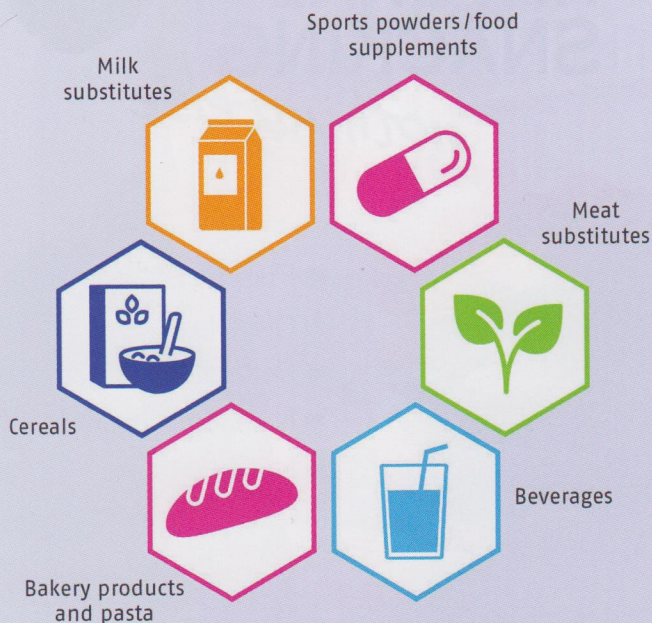 Sports powders/food
supplements
Milk
substitutes
Meat
substitutes
Cereals
Beverages
Bakery products
and pasta